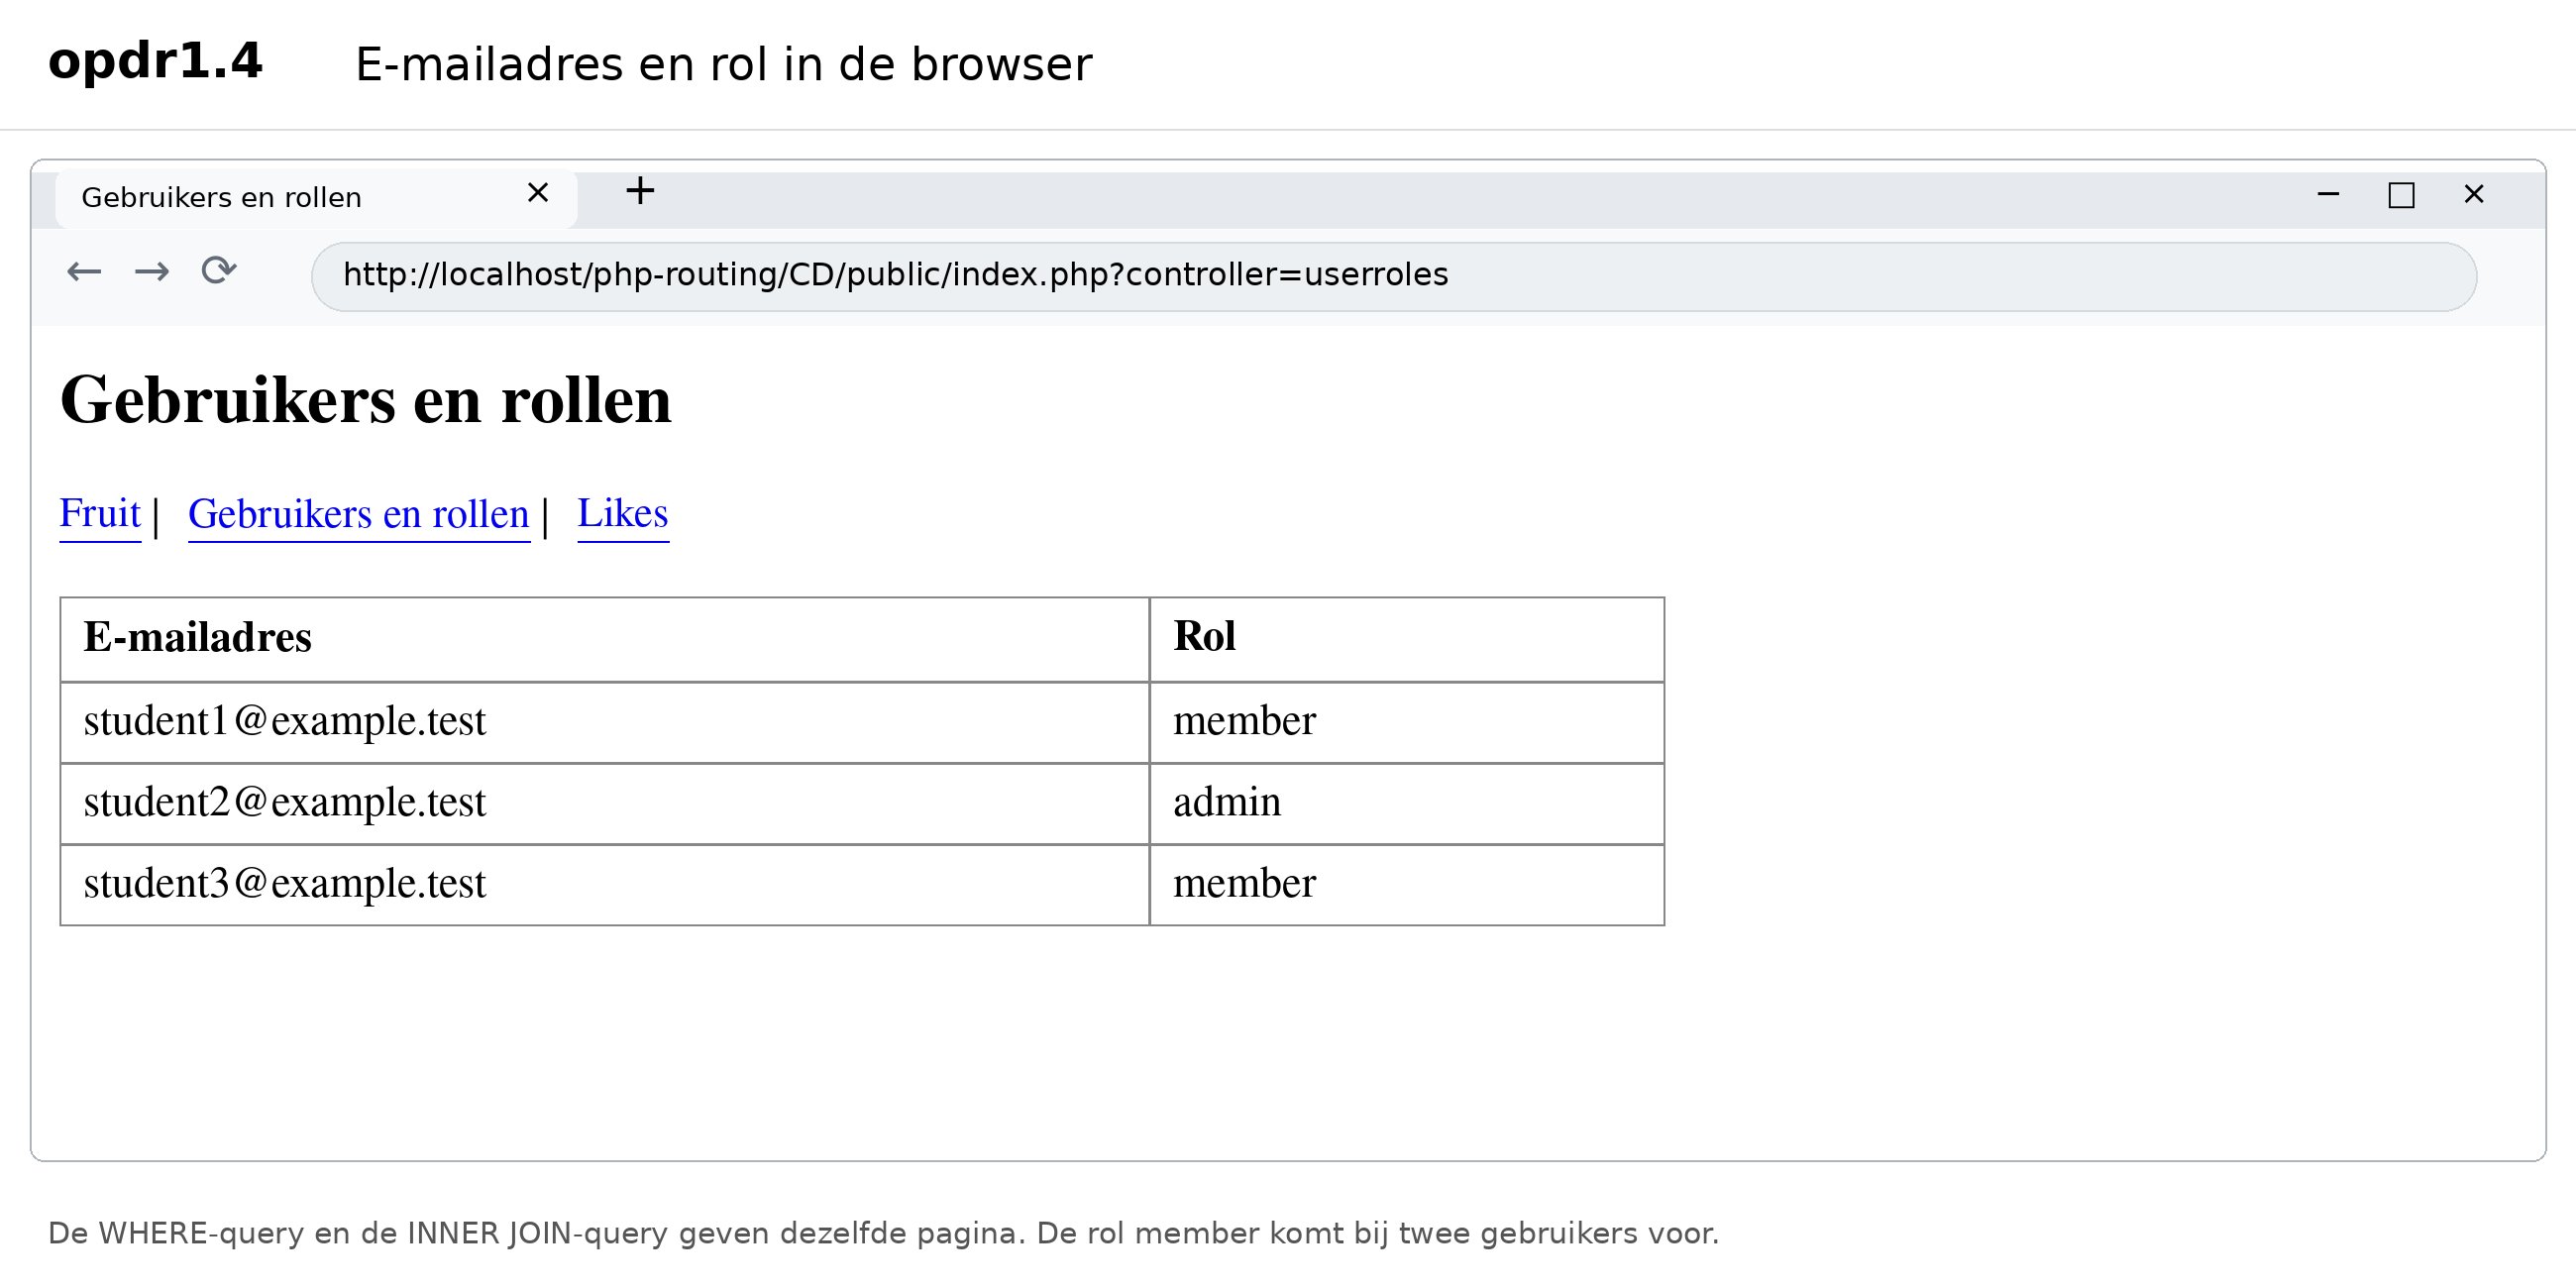 opdr1.4 E-mailadres en rol in de browser
Gebruikers en rollen × + − □ ×
← → ⟳ http://localhost/php-routing/CD/public/index.php?controller=userroles
Gebruikers en rollen
Fruit | Gebruikers en rollen | Likes
E-mailadres Rol
student1@example.test member
student2@example.test admin
student3@example.test member
De WHERE-query en de INNER JOIN-query geven dezelfde pagina. De rol member komt bij twee gebruikers voor.